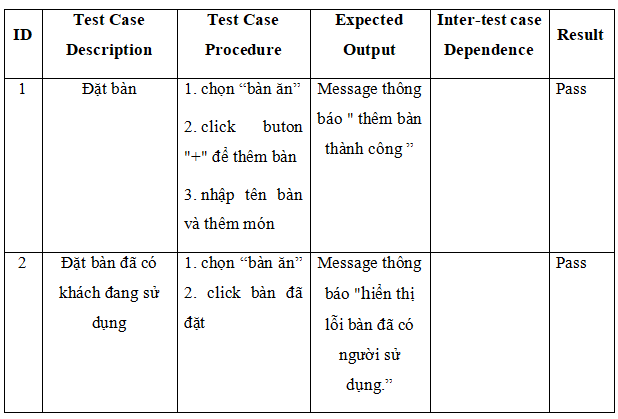 ID
Test Case
Description
Test Case
Procedure
Expected
Output
Inter-test case
Dependence
Result
1
Đặt bàn
1. chọn “bàn ăn”
2. click buton
"+" để thêm bàn
3. nhập tên bàn
và thêm món
Message thông
báo " thêm bàn
thành công ”
Pass
2
Đặt bàn đã có
khách đang sử
dụng
1. chọn “bàn ăn”
2. click bàn đã
đặt
Message thông
báo "hiển thị
lỗi bàn đã có
người sử
dụng.”
Pass